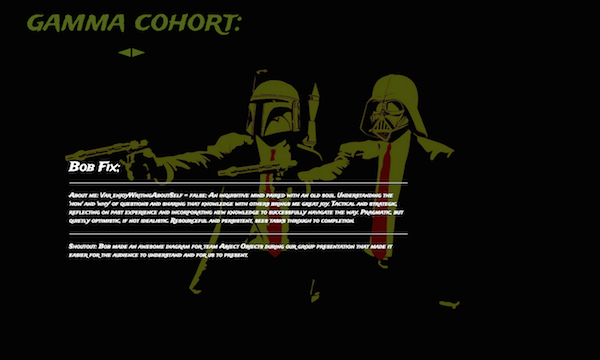 GAMMA COHORT:
BOB FIX:
ABOUT ME: VAR_ENJOYWRITINGABOUTSELF = FALSE; AN INQUISITIVE MIND PAIRED WITH AN OLD SOUL. UNDERSTANDING THE
'HOW' AND 'WHY' OF QUESTIONS AND SHARING THAT KNOWLEDGE WITH OTHERS BRINGS ME GREAT JOY. TACTICAL AND STRATEGIC,
REFLECTING ON PAST EXPERIENCE AND INCORPORATING NEW KNOWLEDGE TO SUCCESSFULLY NAVIGATE THE WAY. PRAGMATIC, BUT
QUIETLY OPTIMISTIC, IF NOT IDEALISTIC. RESOURCEFUL AND PERSISTENT, SEES TASKS THROUGH TO COMPLETION.
SHOUTOUT: BOB MADE AN AWESOME DIAGRAM FOR TEAM ABJECT OBJECTS DURING OUR GROUP PRESENTATION THAT MADE IT
EASIER FOR THE AUDIENCE TO UNDERSTAND AND FOR US TO PRESENT.